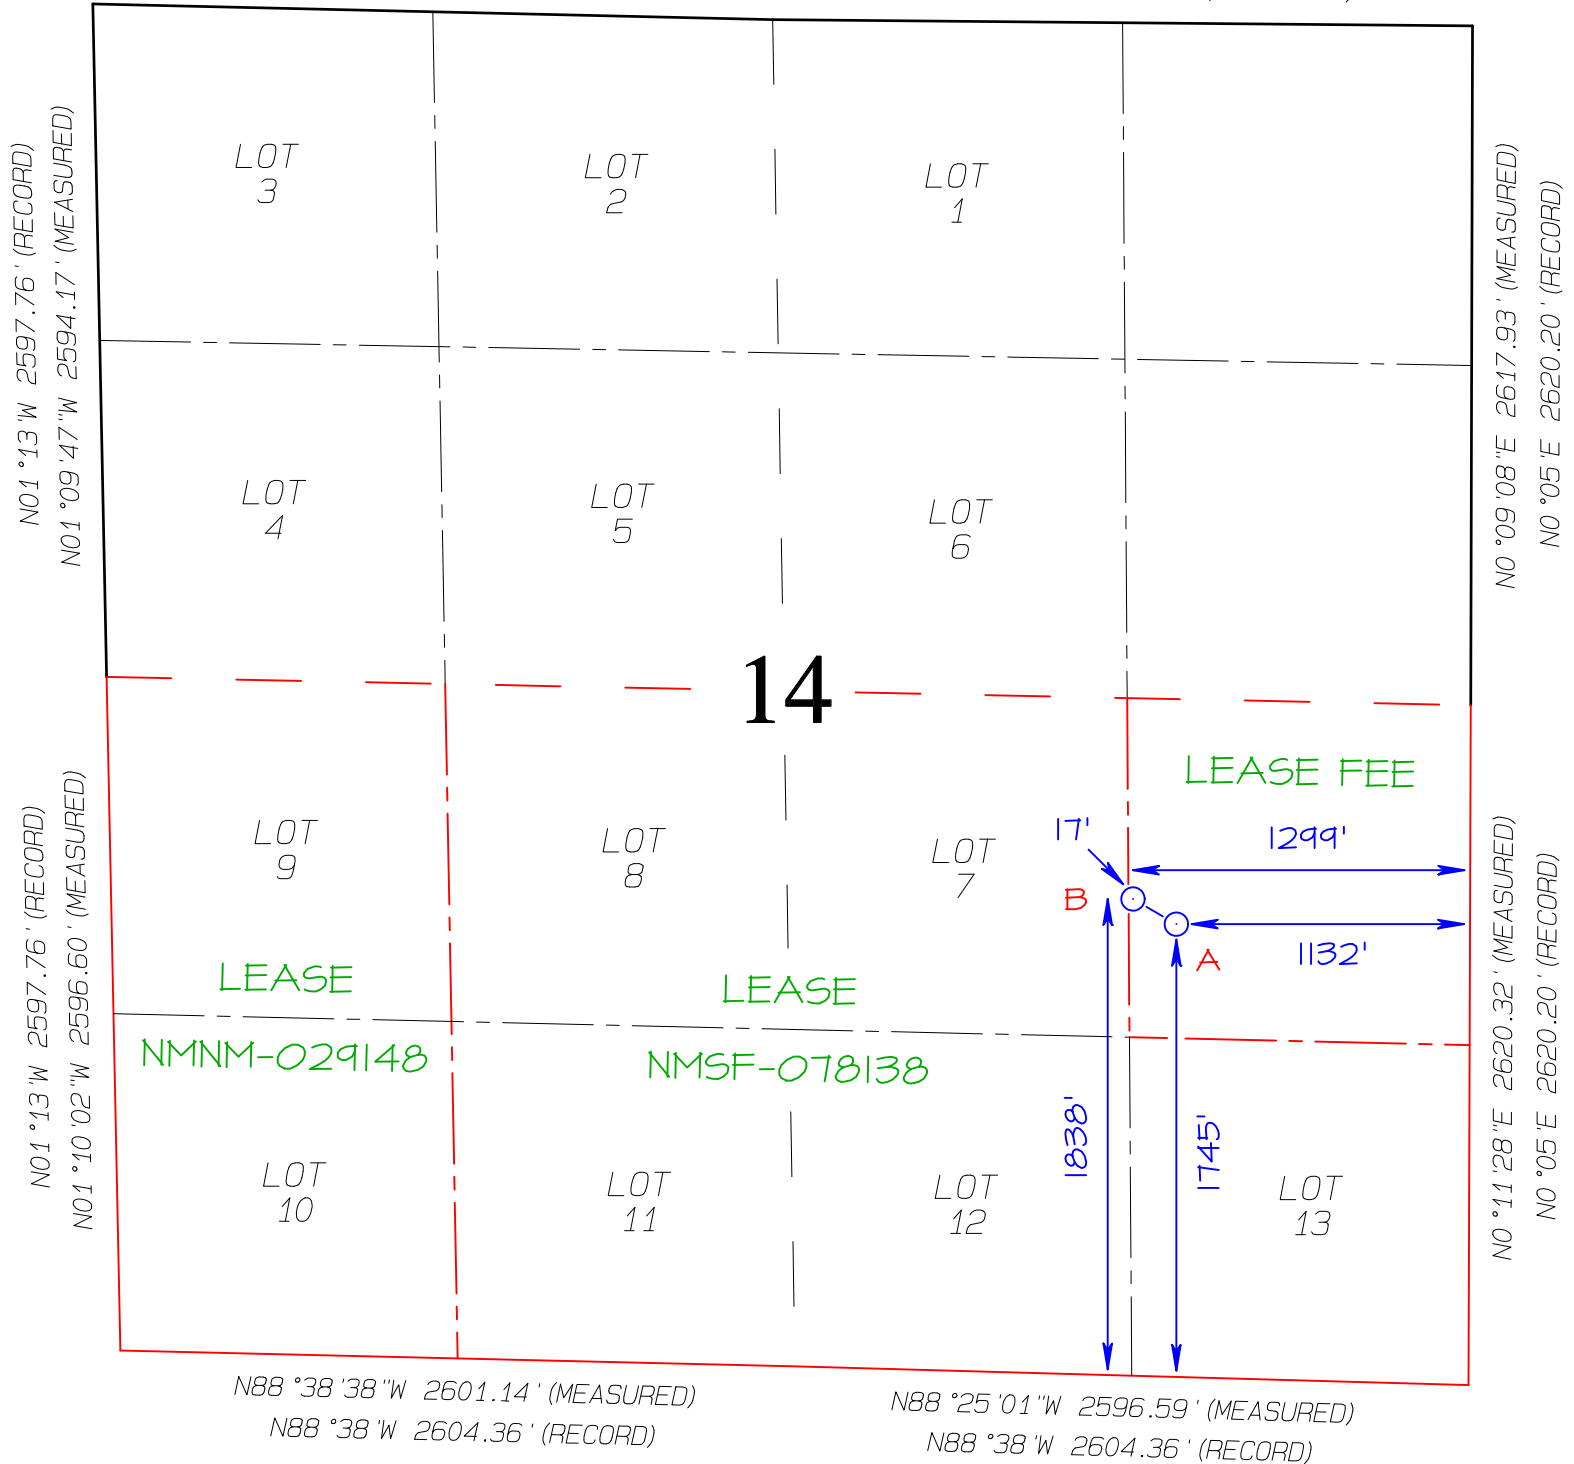 LOT
3
LOT
2
LOT
1
N01°13'W 2597.76' (RECORD)
N01°09'47"W 2594.17' (MEASURED)
N0°09'08"E 2617.93' (MEASURED)
N0°05'E 2620.20' (RECORD)
LOT
4
LOT
5
LOT
6
14
LEASE FEE
LOT
9
LOT
8
LOT
7
17'
1299'
B
A
1132'
LEASE
NMNM-029148
LEASE
NMSF-078138
N01°13'W 2597.76' (RECORD)
N01°10'02"W 2596.60' (MEASURED)
N0°11'28"E 2620.32' (MEASURED)
N0°05'E 2620.20' (RECORD)
1838'
1745'
LOT
10
LOT
11
LOT
12
LOT
13
N88°38'38"W 2601.14' (MEASURED)
N88°38'W 2604.36' (RECORD)
N88°25'01"W 2596.59' (MEASURED)
N88°38'W 2604.36' (RECORD)